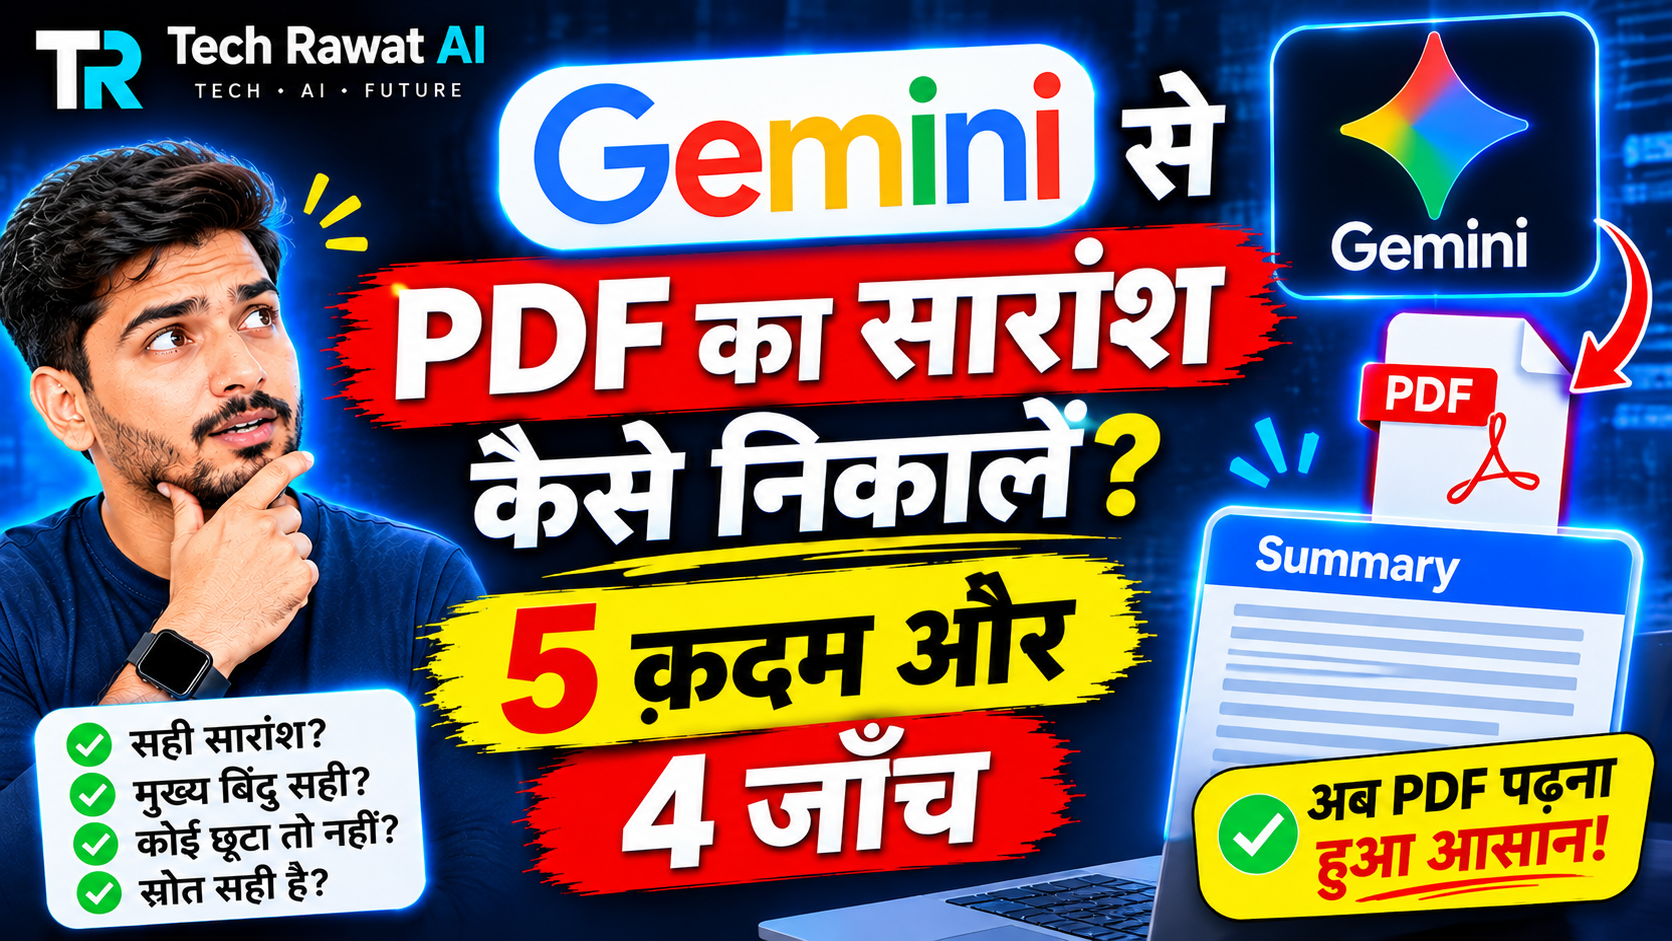 TR Tech Rawat AI
TECH • AI • FUTURE
Gemini से
PDF का सारांश
कैसे निकालें?
5 क़दम और
4 जाँच
Gemini
PDF
Summary
सही सारांश?
मुख्य बिंदु सही?
कोई छूटा तो नहीं?
स्रोत सही है?
अब PDF पढ़ना
हुआ आसान!